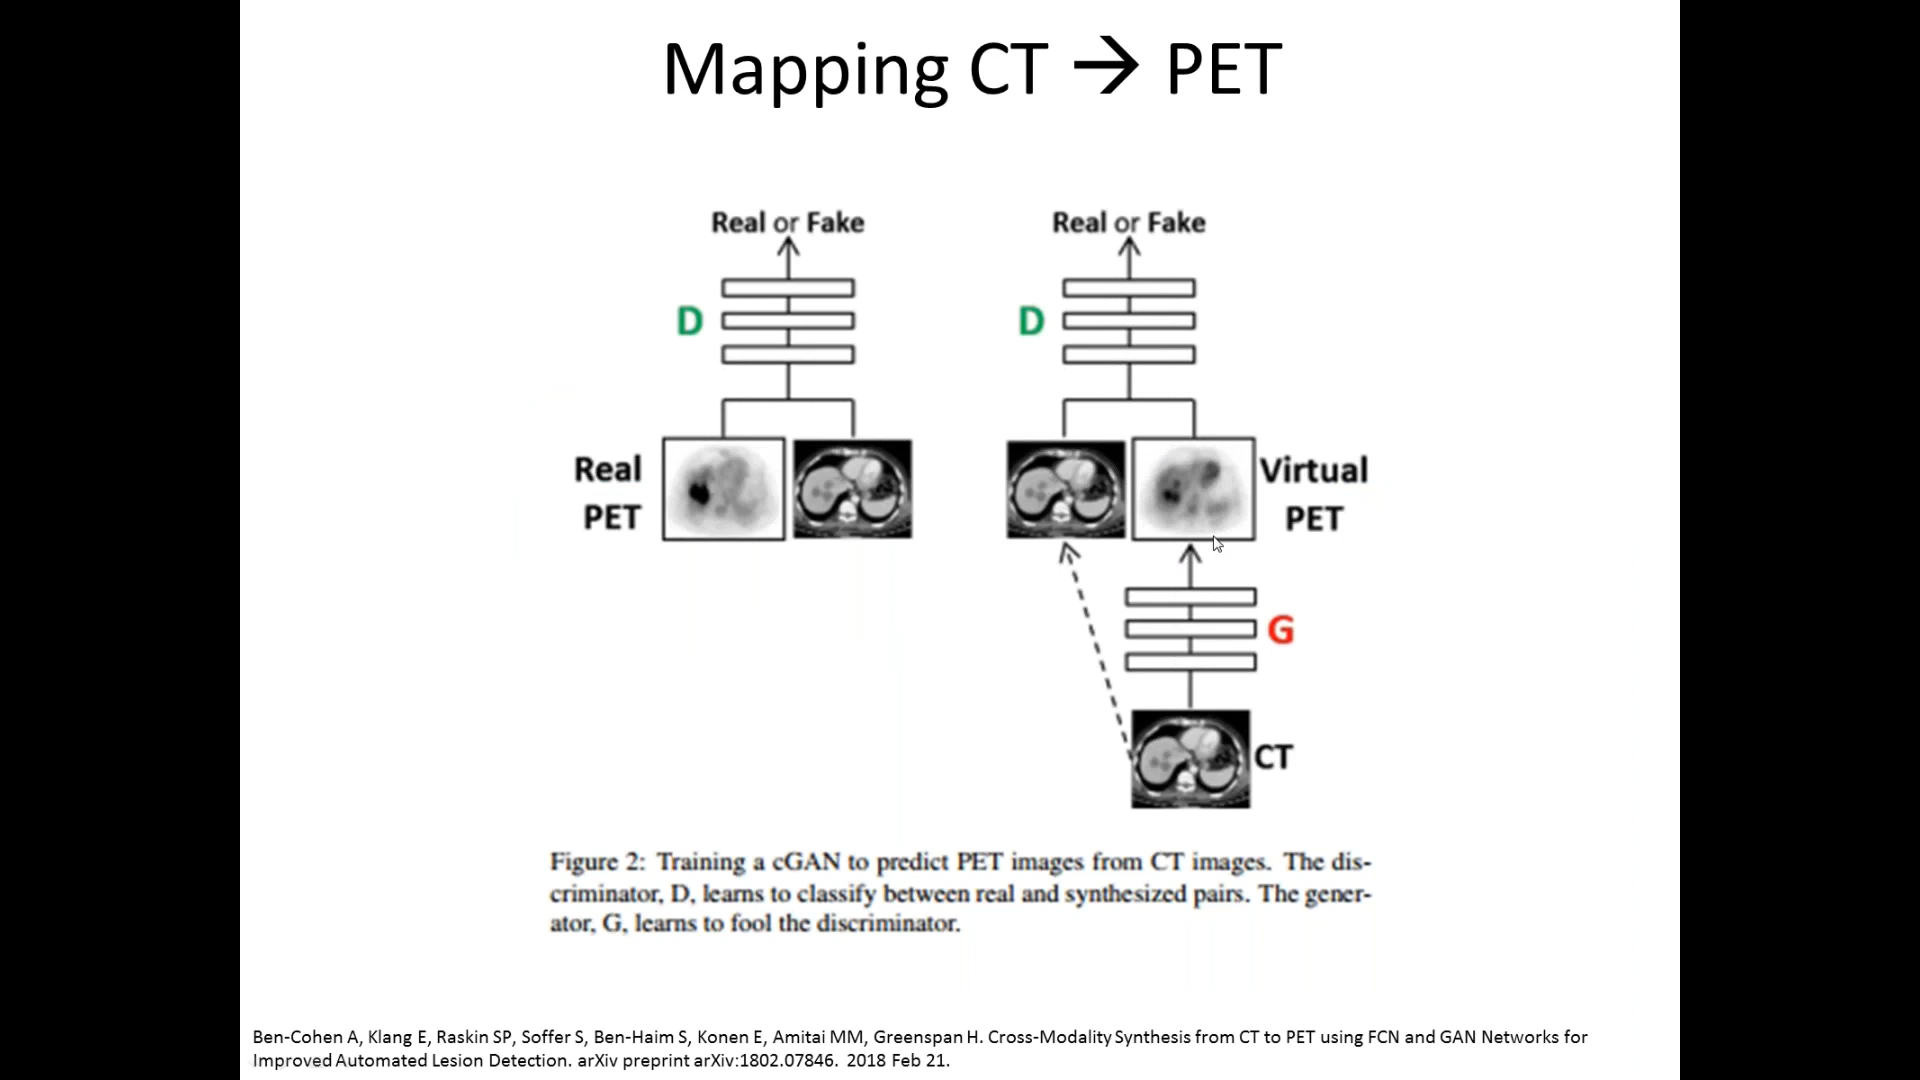 Mapping CT → PET
Real or Fake
Real or Fake
D
D
Real
PET
Virtual
PET
G
CT
Figure 2: Training a cGAN to predict PET images from CT images. The dis-
criminator, D, learns to classify between real and synthesized pairs. The gener-
ator, G, learns to fool the discriminator.
Ben-Cohen A, Klang E, Raskin SP, Soffer S, Ben-Haim S, Konen E, Amitai MM, Greenspan H. Cross-Modality Synthesis from CT to PET using FCN and GAN Networks for
Improved Automated Lesion Detection. arXiv preprint arXiv:1802.07846. 2018 Feb 21.